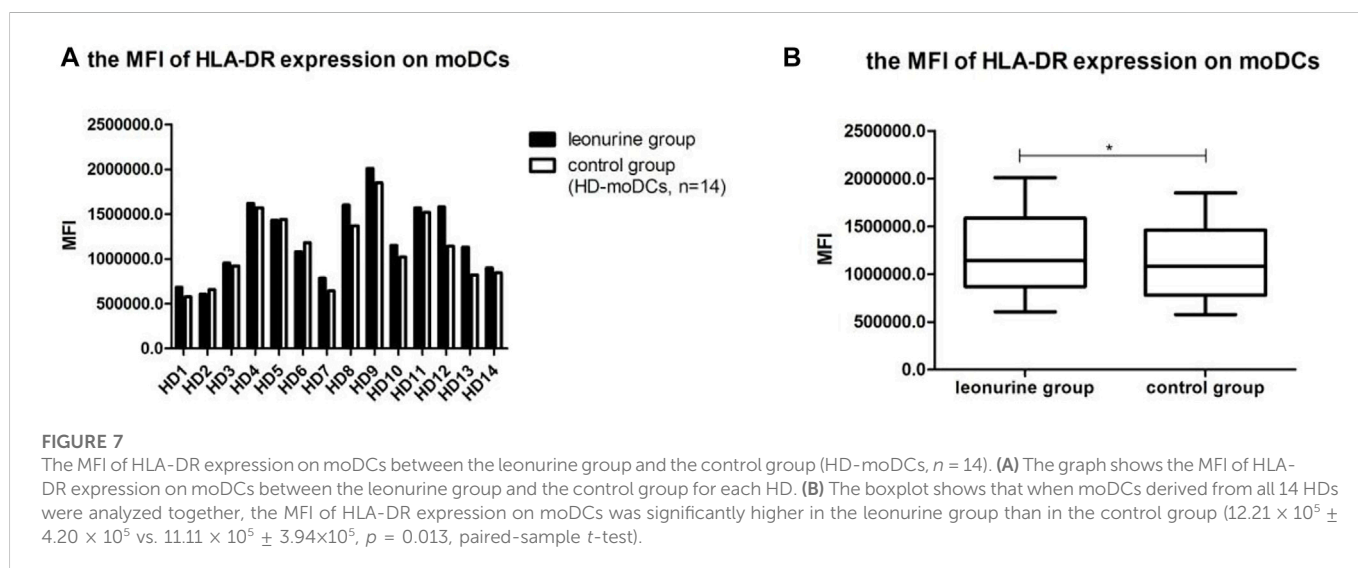 A the MFI of HLA-DR expression on moDCs
2500000.0
2000000.0
1500000.0
1000000.0
500000.0
0.0
MFI
HD1
HD2
HD3
HD4
HD5
HD6
HD7
HD8
HD9
HD10
HD11
HD12
HD13
HD14
leonurine group
control group
(HD-moDCs, n=14)
B the MFI of HLA-DR expression on moDCs
2500000.0
2000000.0
1500000.0
1000000.0
500000.0
0.0
MFI
*
leonurine group
control group
FIGURE 7
The MFI of HLA-DR expression on moDCs between the leonurine group and the control group (HD-moDCs, n = 14). (A) The graph shows the MFI of HLA-
DR expression on moDCs between the leonurine group and the control group for each HD. (B) The boxplot shows that when moDCs derived from all 14 HDs
were analyzed together, the MFI of HLA-DR expression on moDCs was significantly higher in the leonurine group than in the control group (12.21 × 10⁵ ±
4.20 × 10⁵ vs. 11.11 × 10⁵ ± 3.94×10⁵, p = 0.013, paired-sample t-test).